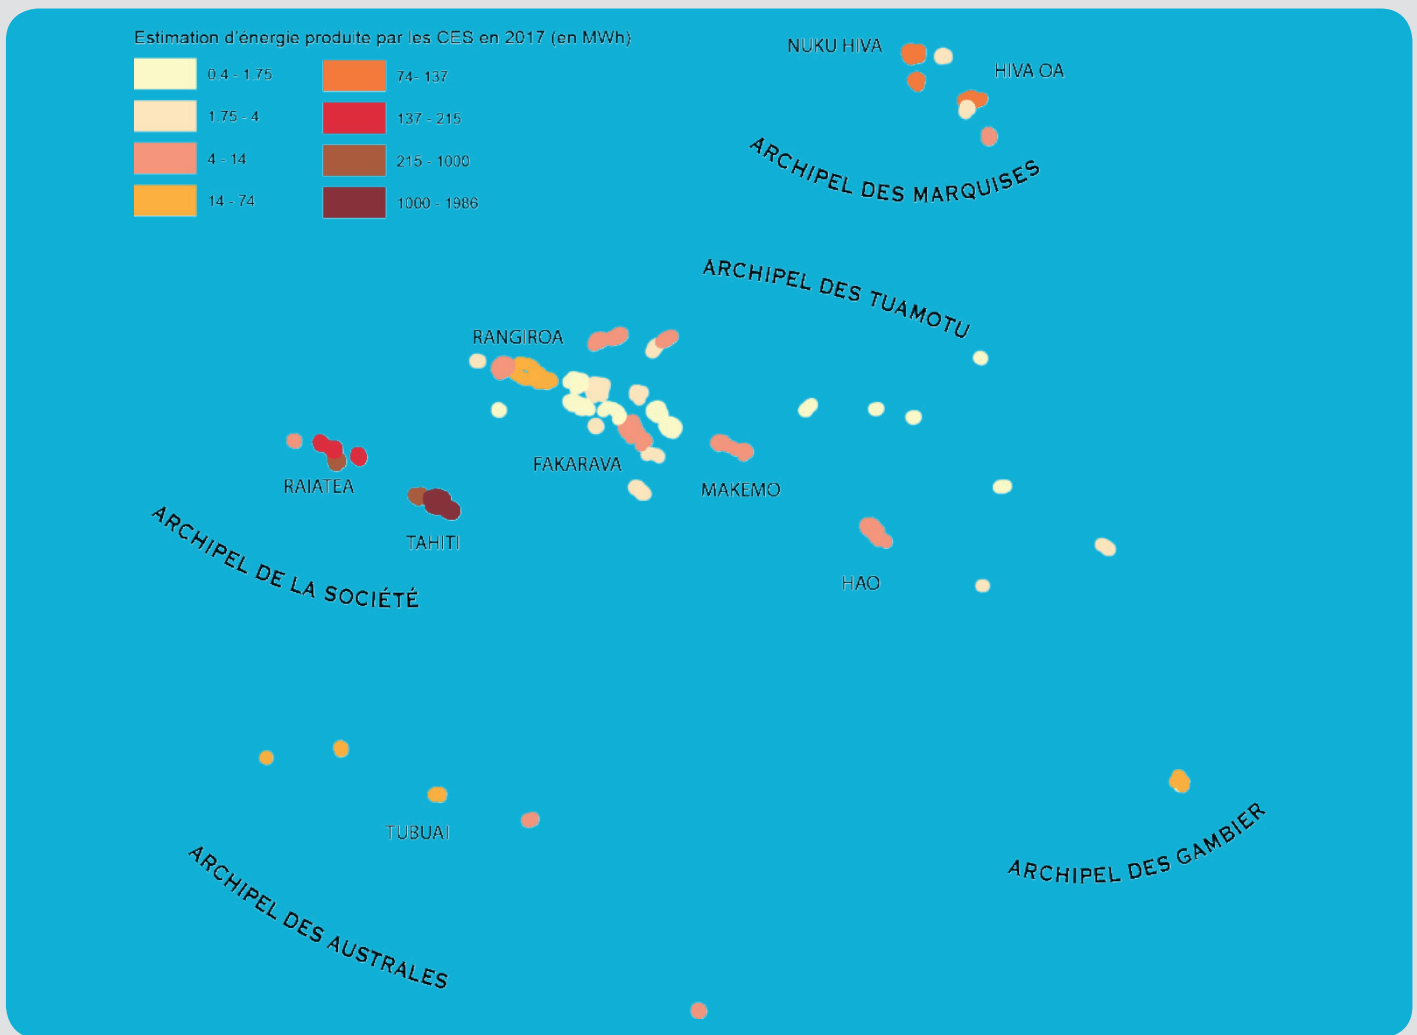 Estimation d'énergie produite par les CES en 2017 (en MWh)
0.4 - 1.75
1.75 - 4
4 - 14
14 - 74
74- 137
137 - 215
215 - 1000
1000 - 1986
NUKU HIVA
HIVA OA
ARCHIPEL DES MARQUISES
ARCHIPEL DES TUAMOTU
RANGIROA
FAKARAVA
MAKEMO
RAIATEA
TAHITI
HAO
ARCHIPEL DE LA SOCIÉTÉ
TUBUAI
ARCHIPEL DES GAMBIER
ARCHIPEL DES AUSTRALES